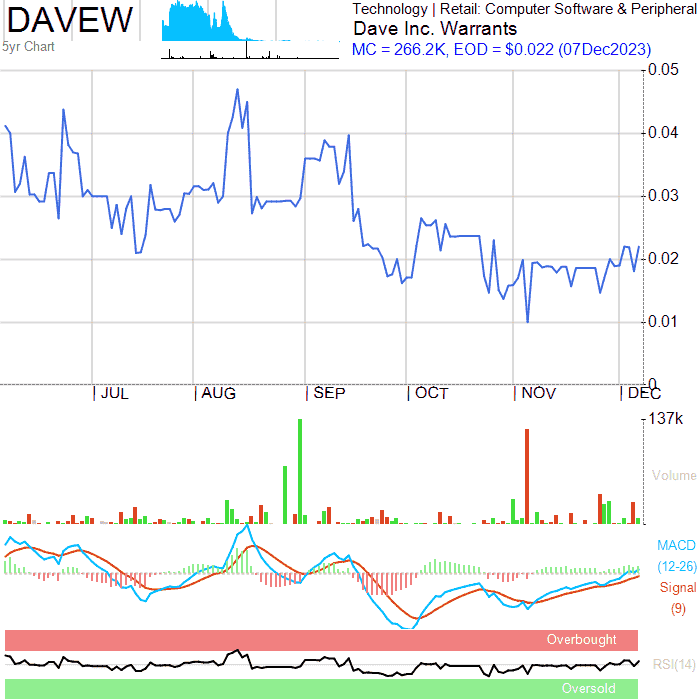 DAVEW
5yr Chart
Technology | Retail: Computer Software & Peripheral
Dave Inc. Warrants
MC = 266.2K, EOD = $0.022 (07Dec2023)
0.05
0.04
0.03
0.02
0.01
0
JUL AUG SEP OCT NOV DEC
137k
Volume
MACD
(12-26)
Signal
(9)
Overbought
RSI(14)
Oversold